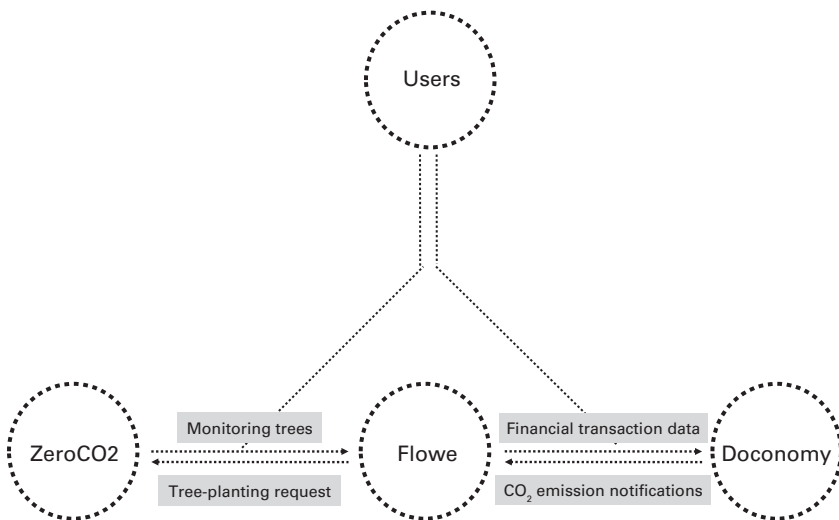 Users
Monitoring trees
Financial transaction data
ZeroCO2
Flowe
Doconomy
Tree-planting request
CO₂ emission notifications